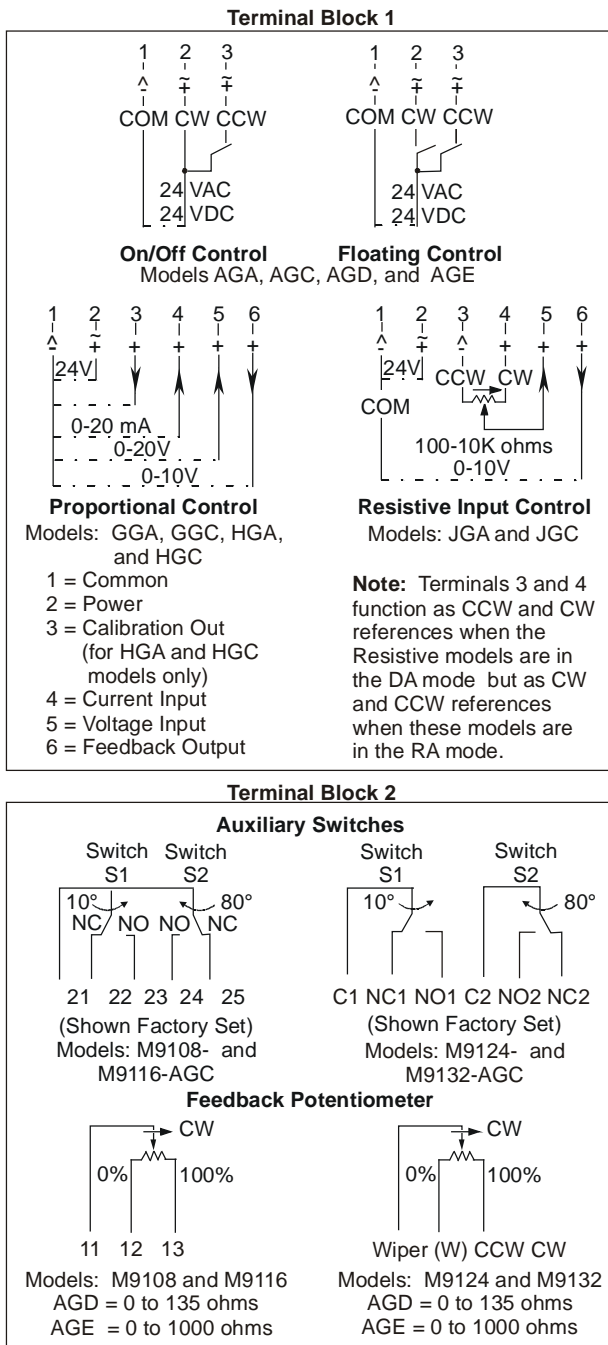 Terminal Block 1
1 2 3
1 2 3
^ ~ ~
- + +
^ ~ ~
- + +
COM CW CCW
COM CW CCW
24 VAC
24 VDC
24 VAC
24 VDC
On/Off Control
Floating Control
Models AGA, AGC, AGD, and AGE
1 2 3 4 5 6
^ ~
- + + + + +
24V
0-20 mA
0-20V
0-10V
Proportional Control
Models: GGA, GGC, HGA,
and HGC
1 = Common
2 = Power
3 = Calibration Out
(for HGA and HGC
models only)
4 = Current Input
5 = Voltage Input
6 = Feedback Output
1 2 3 4 5 6
^ ~ ^
- + - + + +
24V
CCW CW
COM
100-10K ohms
0-10V
Resistive Input Control
Models: JGA and JGC
Note: Terminals 3 and 4
function as CCW and CW
references when the
Resistive models are in
the DA mode but as CW
and CCW references
when these models are
in the RA mode.
Terminal Block 2
Auxiliary Switches
Switch Switch
S1 S2
10° 80°
NC NO NO NC
21 22 23 24 25
(Shown Factory Set)
Models: M9108- and
M9116-AGC
Switch Switch
S1 S2
10° 80°
C1 NC1 NO1 C2 NO2 NC2
(Shown Factory Set)
Models: M9124- and
M9132-AGC
Feedback Potentiometer
CW
0% 100%
11 12 13
Models: M9108 and M9116
AGD = 0 to 135 ohms
AGE = 0 to 1000 ohms
CW
0% 100%
Wiper (W) CCW CW
Models: M9124 and M9132
AGD = 0 to 135 ohms
AGE = 0 to 1000 ohms